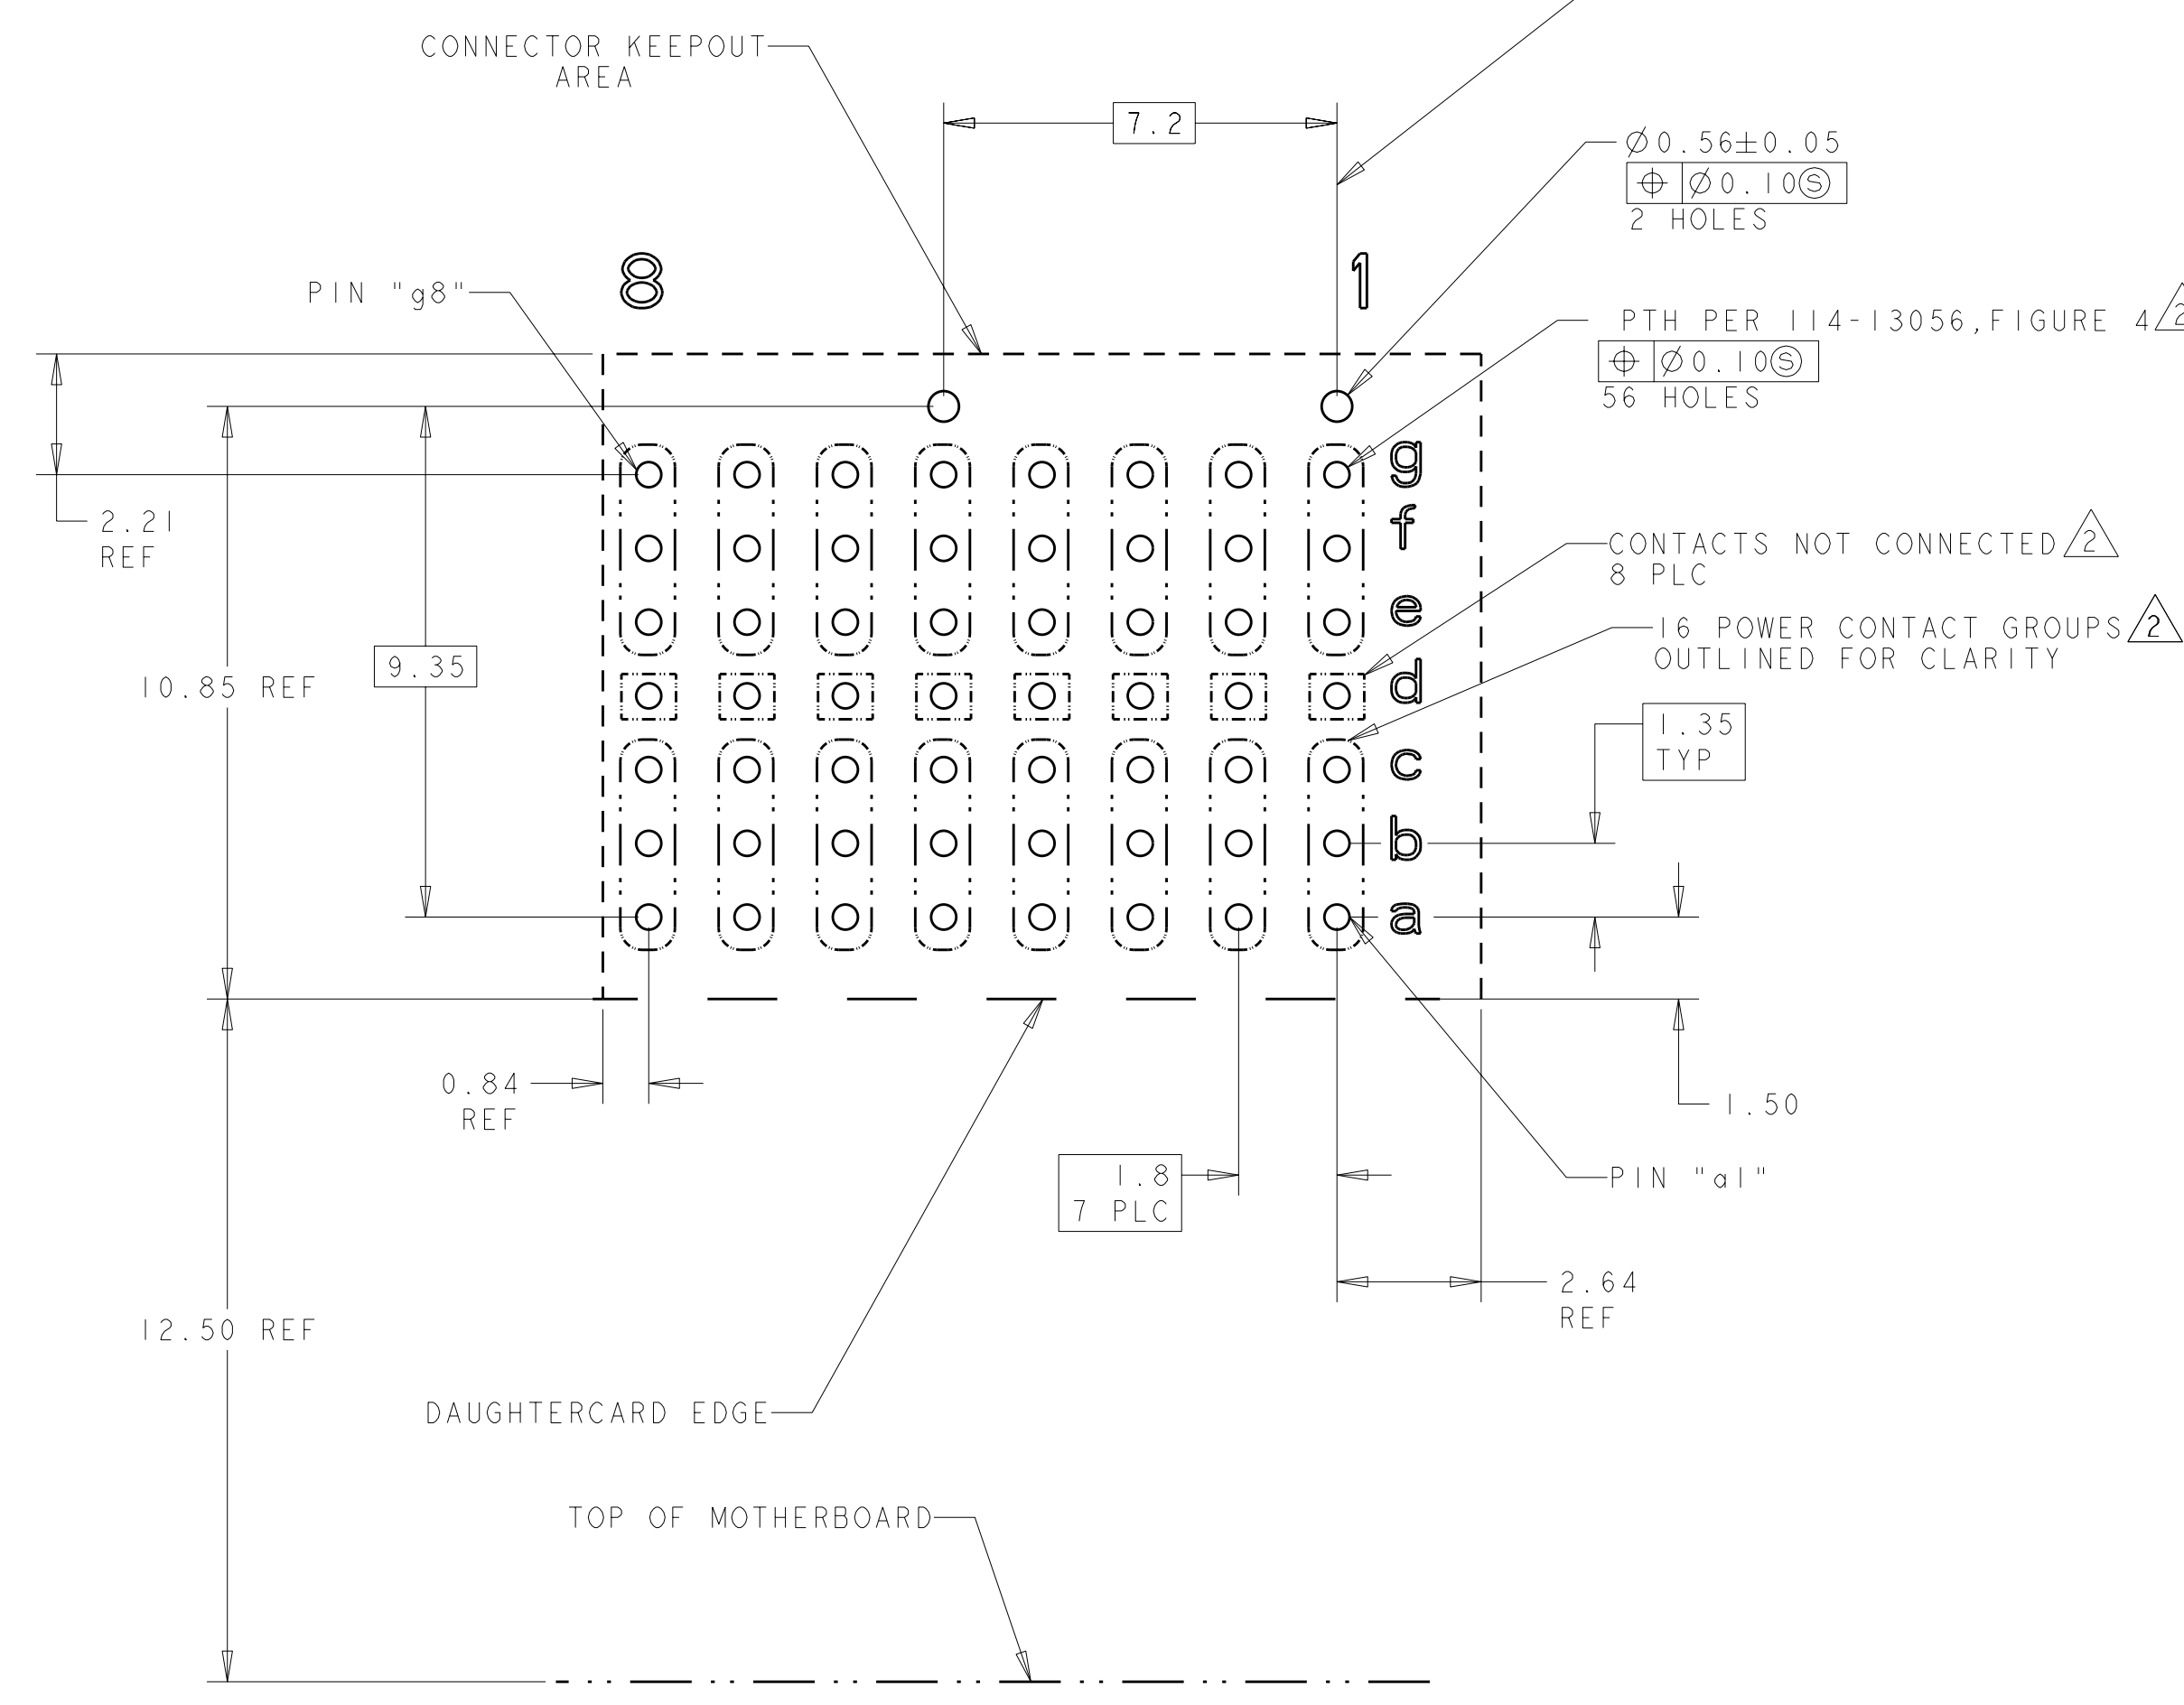 CONNECTOR KEEPOUT
AREA
7.2
Ø0.56±0.05
⌖ Ø0.10Ⓢ
2 HOLES
8
1
PIN "g8"
PTH PER 114-13056,FIGURE 4 2
⌖ Ø0.10Ⓢ
56 HOLES
g
f
e
d
c
b
a
2.21
REF
CONTACTS NOT CONNECTED 2
8 PLC
16 POWER CONTACT GROUPS 2
OUTLINED FOR CLARITY
9.35
10.85 REF
1.35
TYP
0.84
REF
1.50
1.8
7 PLC
PIN "a1"
2.64
REF
12.50 REF
DAUGHTERCARD EDGE
TOP OF MOTHERBOARD